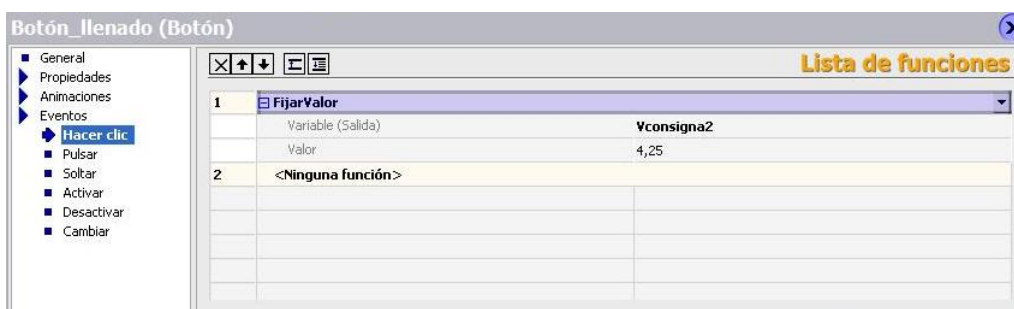 Botón_llenado (Botón)
General
Propiedades
Animaciones
Eventos
Hacer clic
Pulsar
Soltar
Activar
Desactivar
Cambiar
Lista de funciones
1 FijarValor
Variable (Salida) Vconsigna2
Valor 4,25
2 <Ninguna función>